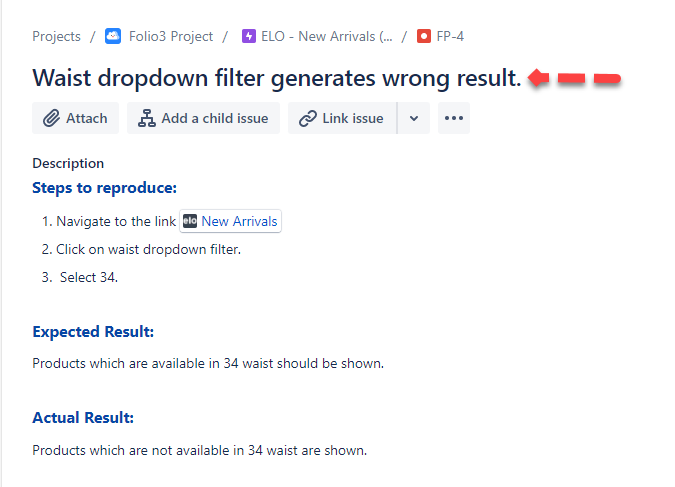 Projects / Folio3 Project / ELO - New Arrivals (... / FP-4
Waist dropdown filter generates wrong result.
Attach Add a child issue Link issue
Description
Steps to reproduce:
1. Navigate to the link elo New Arrivals
2. Click on waist dropdown filter.
3. Select 34.
Expected Result:
Products which are available in 34 waist should be shown.
Actual Result:
Products which are not available in 34 waist are shown.